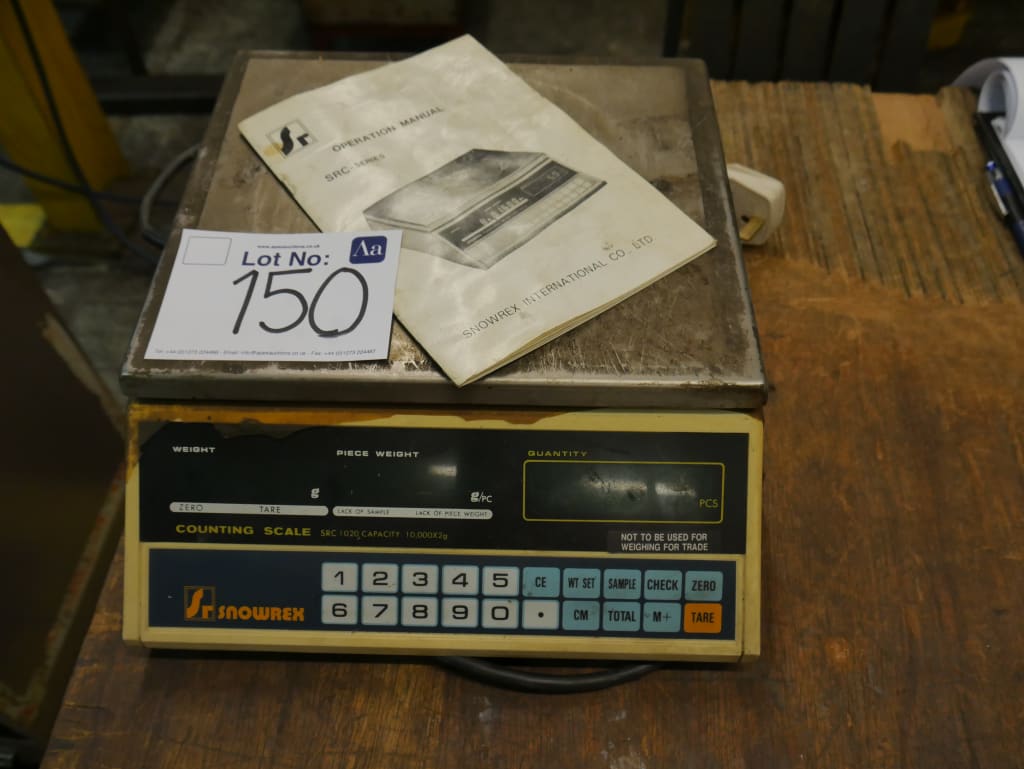 Sr
OPERATION MANUAL
SRC-SERIES
SNOWREX INTERNATIONAL CO., LTD
Aa
Lot No:
150
WEIGHT
PIECE WEIGHT
QUANTITY
g
g/PC
PCS
ZERO TARE
LACK OF SAMPLE LACK OF PIECE WEIGHT
COUNTING SCALE SRC 1020 CAPACITY: 10,000X2g
NOT TO BE USED FOR
WEIGHING FOR TRADE
1 2 3 4 5 CE WT SET SAMPLE CHECK ZERO
Sr SNOWREX
6 7 8 9 0 • CM TOTAL M+ TARE